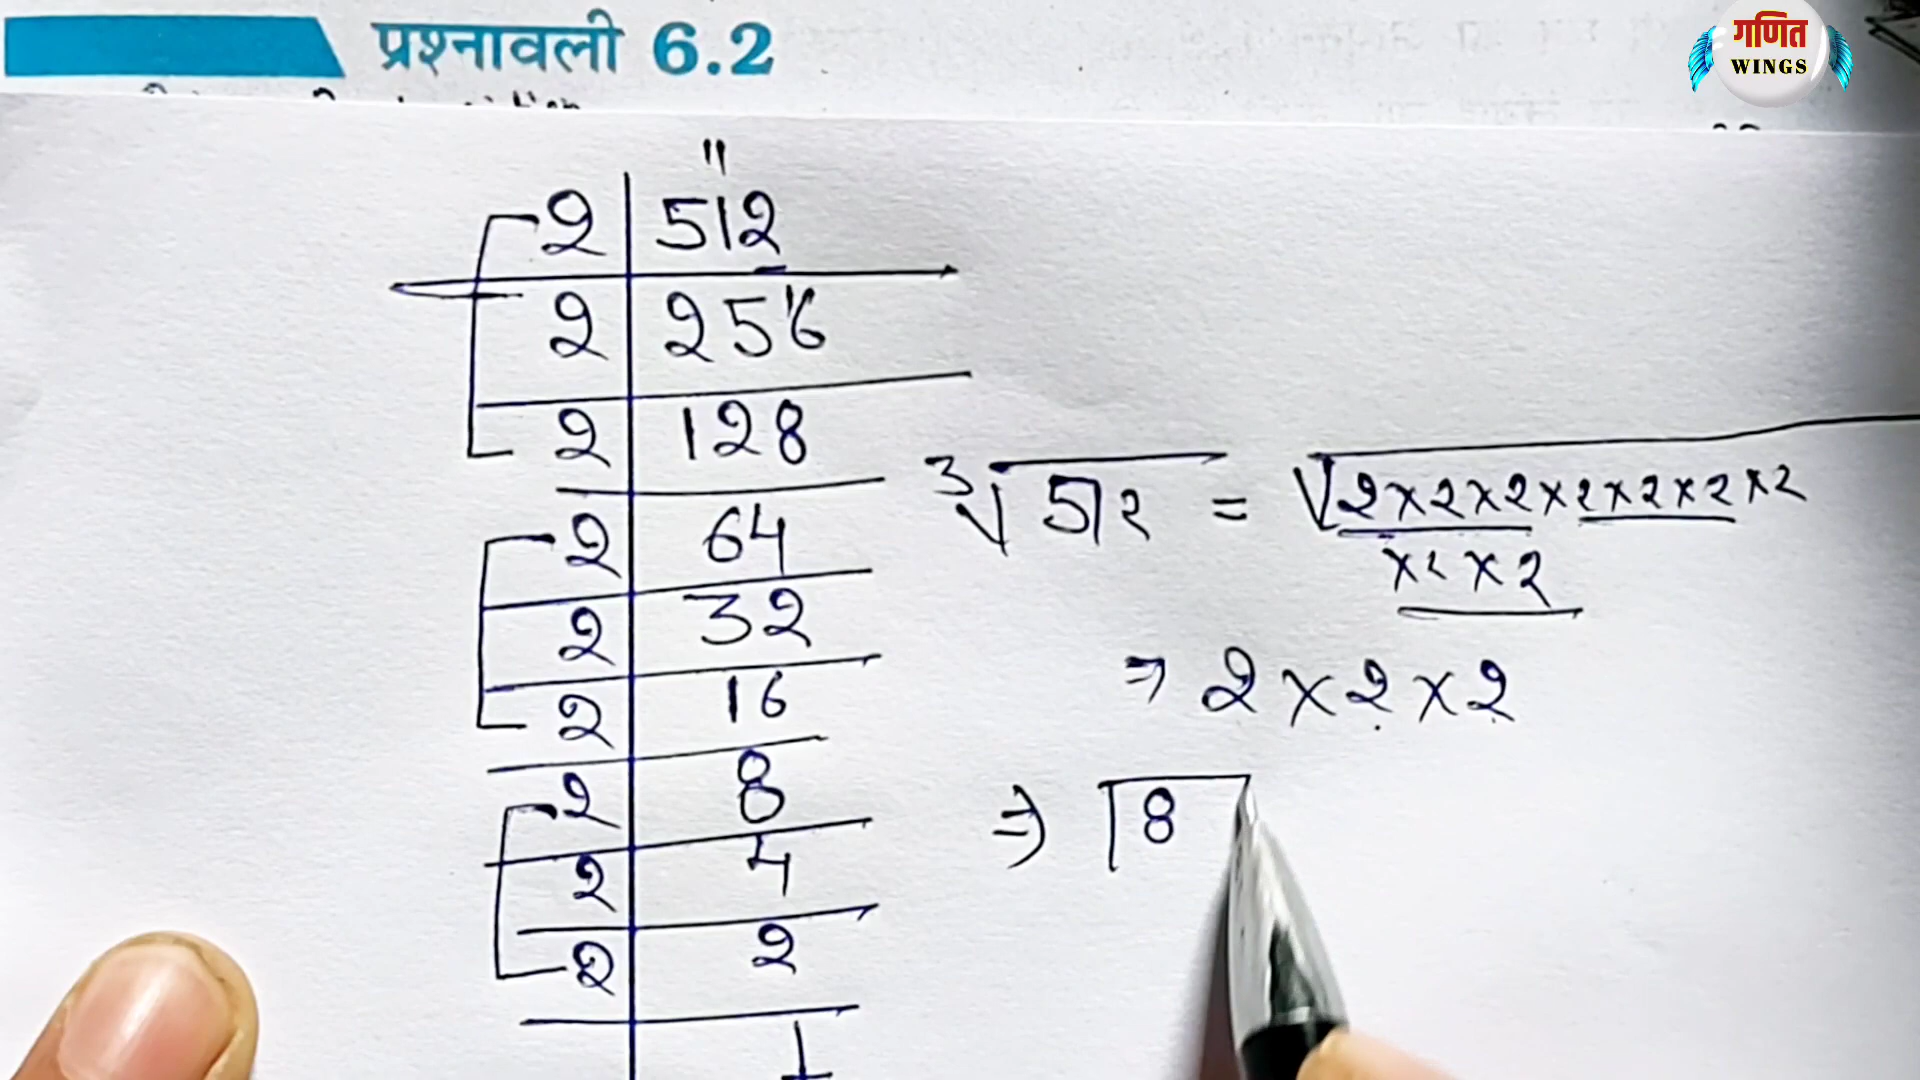 प्रश्नावली 6.2
गणित
WINGS
2 | 512
2 | 256
2 | 128
2 | 64
2 | 32
2 | 16
2 | 8
2 | 4
2 | 2
1
³√512 = √2×2×2×2×2×2×2
×2×2
⇒ 2×2×2
⇒ 8